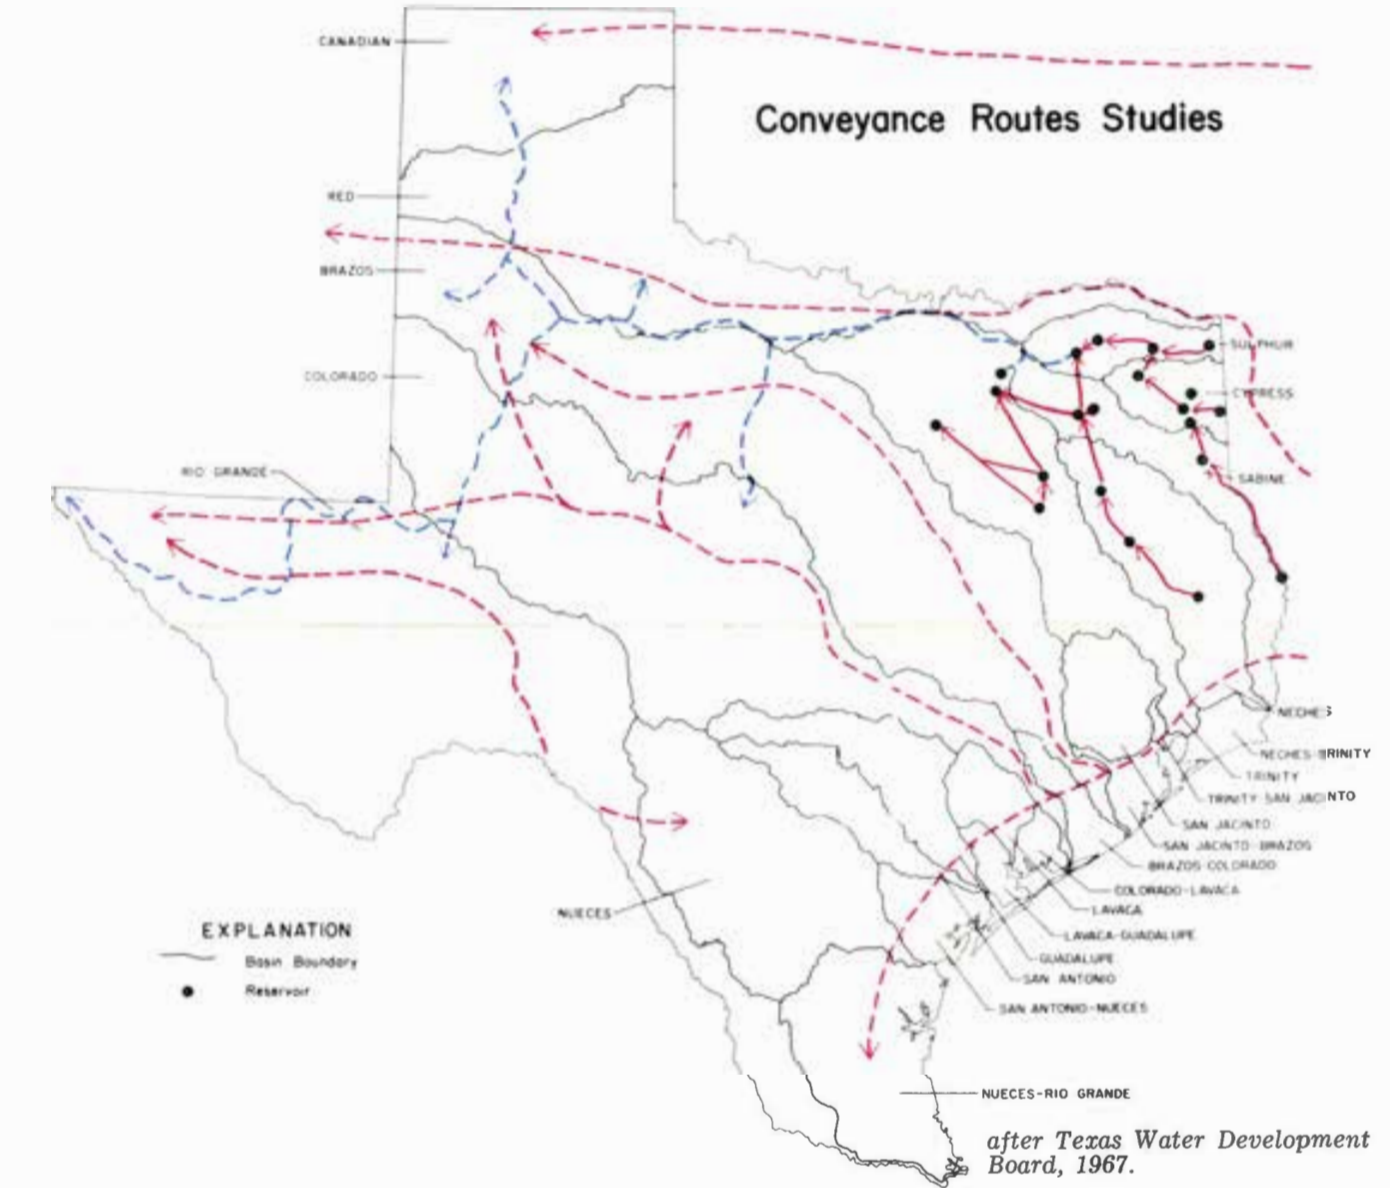 CANADIAN
Conveyance Routes Studies
RED
BRAZOS
SULPHUR
COLORADO
CYPRESS
RIO GRANDE
SABINE
NECHES
NECHES-TRINITY
TRINITY
TRINITY-SAN JACINTO
SAN JACINTO
SAN JACINTO-BRAZOS
BRAZOS-COLORADO
COLORADO-LAVACA
LAVACA
NUECES
LAVACA-GUADALUPE
GUADALUPE
SAN ANTONIO
SAN ANTONIO-NUECES
EXPLANATION
Basin Boundary
Reservoir
NUECES-RIO GRANDE
after Texas Water Development
Board, 1967.